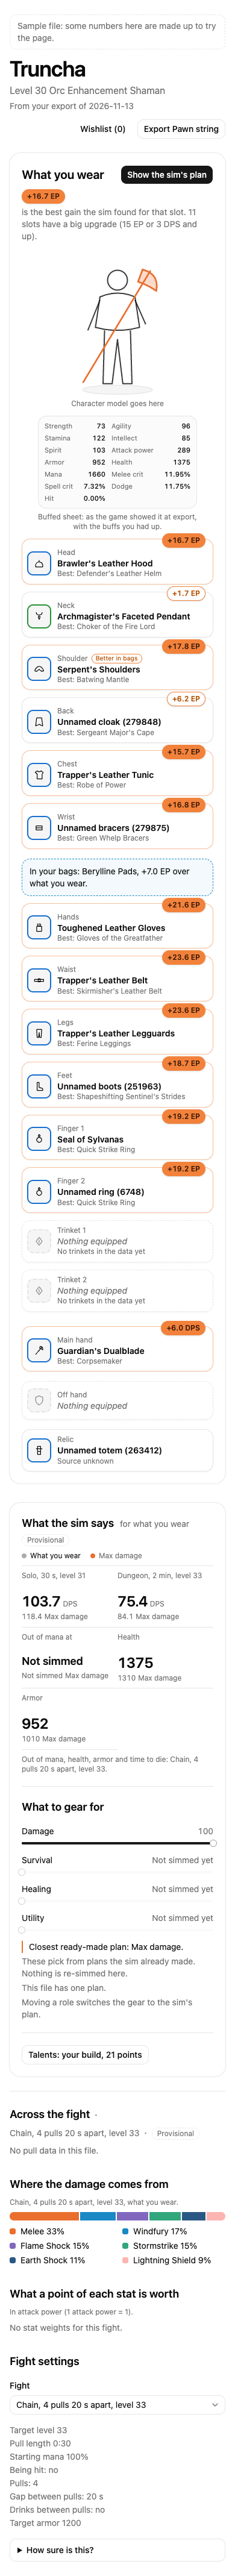 Sample file: some numbers here are made up to try
the page.
Truncha
Level 30 Orc Enhancement Shaman
From your export of 2026-11-13
Wishlist (0)
Export Pawn string
What you wear
Show the sim's plan
+16.7 EP
is the best gain the sim found for that slot. 11
slots have a big upgrade (15 EP or 3 DPS and
up).
Character model goes here
Strength 73 Agility 96
Stamina 122 Intellect 85
Spirit 103 Attack power 289
Armor 952 Health 1375
Mana 1660 Melee crit 11.95%
Spell crit 7.32% Dodge 11.75%
Hit 0.00%
Buffed sheet: as the game showed it at export,
with the buffs you had up.
+16.7 EP
Head
Brawler's Leather Hood
Best: Defender's Leather Helm
+1.7 EP
Neck
Archmagister's Faceted Pendant
Best: Choker of the Fire Lord
+17.8 EP
Shoulder Better in bags
Serpent's Shoulders
Best: Batwing Mantle
+6.2 EP
Back
Unnamed cloak (279848)
Best: Sergeant Major's Cape
+15.7 EP
Chest
Trapper's Leather Tunic
Best: Robe of Power
+16.8 EP
Wrist
Unnamed bracers (279875)
Best: Green Whelp Bracers
In your bags: Berylline Pads, +7.0 EP over
what you wear.
+21.6 EP
Hands
Toughened Leather Gloves
Best: Gloves of the Greatfather
+23.6 EP
Waist
Trapper's Leather Belt
Best: Skirmisher's Leather Belt
+23.6 EP
Legs
Trapper's Leather Legguards
Best: Ferine Leggings
+18.7 EP
Feet
Unnamed boots (251963)
Best: Shapeshifting Sentinel's Strides
+19.2 EP
Finger 1
Seal of Sylvanas
Best: Quick Strike Ring
+19.2 EP
Finger 2
Unnamed ring (6748)
Best: Quick Strike Ring
Trinket 1
Nothing equipped
No trinkets in the data yet
Trinket 2
Nothing equipped
No trinkets in the data yet
+6.0 DPS
Main hand
Guardian's Dualblade
Best: Corpsemaker
Off hand
Nothing equipped
Relic
Unnamed totem (263412)
Source unknown
What the sim says for what you wear
Provisional
What you wear Max damage
Solo, 30 s, level 31
103.7 DPS
118.4 Max damage
Dungeon, 2 min, level 33
75.4 DPS
84.1 Max damage
Out of mana at
Not simmed
Not simmed Max damage
Health
1375
1310 Max damage
Armor
952
1010 Max damage
Out of mana, health, armor and time to die: Chain, 4
pulls 20 s apart, level 33.
What to gear for
Damage 100
Survival Not simmed yet
Healing Not simmed yet
Utility Not simmed yet
Closest ready-made plan: Max damage.
These pick from plans the sim already made.
Nothing is re-simmed here.
This file has one plan.
Moving a role switches the gear to the sim's
plan.
Talents: your build, 21 points
Across the fight ·
Chain, 4 pulls 20 s apart, level 33 · Provisional
No pull data in this file.
Where the damage comes from
Chain, 4 pulls 20 s apart, level 33, what you wear.
Melee 33% Windfury 17%
Flame Shock 15% Stormstrike 15%
Earth Shock 11% Lightning Shield 9%
What a point of each stat is worth
In attack power (1 attack power = 1).
No stat weights for this fight.
Fight settings
Fight
Chain, 4 pulls 20 s apart, level 33
Target level 33
Pull length 0:30
Starting mana 100%
Being hit: no
Pulls: 4
Gap between pulls: 20 s
Drinks between pulls: no
Target armor 1200
How sure is this?